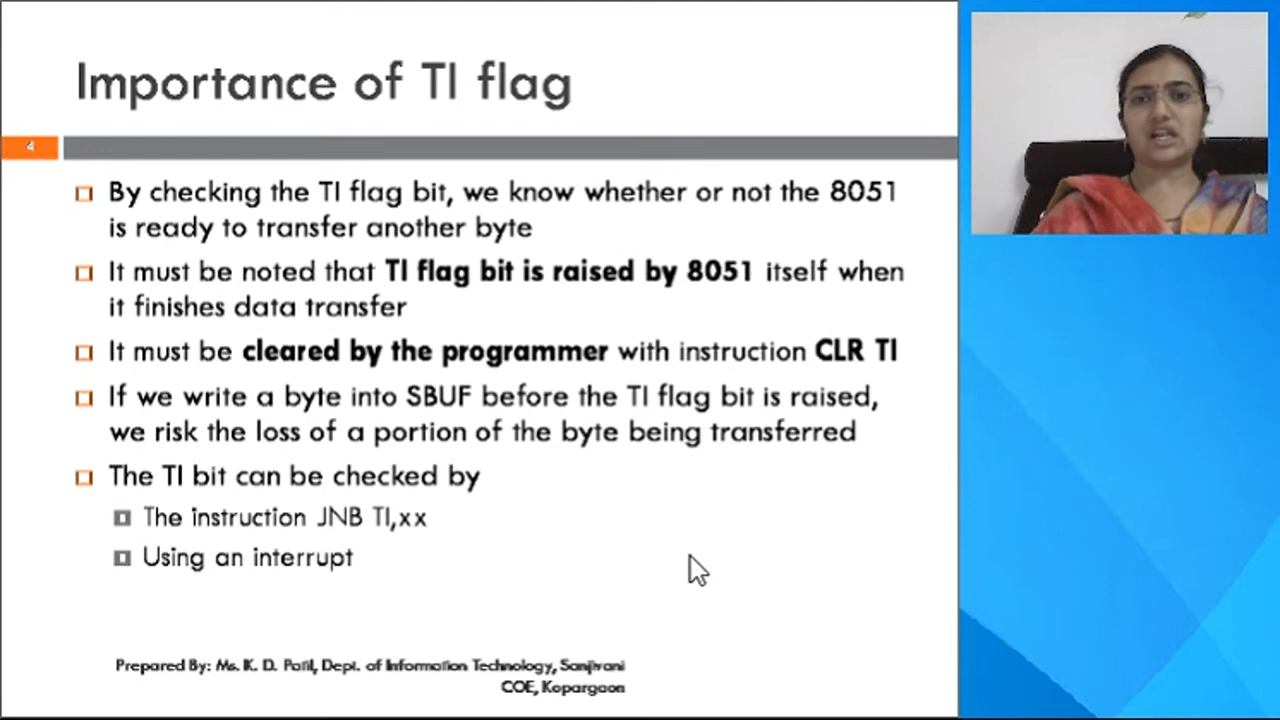 Importance of TI flag
4
By checking the TI flag bit, we know whether or not the 8051
is ready to transfer another byte
It must be noted that TI flag bit is raised by 8051 itself when
it finishes data transfer
It must be cleared by the programmer with instruction CLR TI
If we write a byte into SBUF before the TI flag bit is raised,
we risk the loss of a portion of the byte being transferred
The TI bit can be checked by
The instruction JNB TI,xx
Using an interrupt
Prepared By: Ms. K. D. Patil, Dept. of Information Technology, Sanjivani
COE, Kopargaon